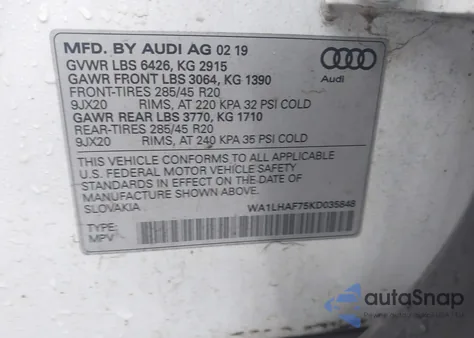 MFD. BY AUDI AG 02 19
GVWR LBS 6426, KG 2915
GAWR FRONT LBS 3064, KG 1390
FRONT-TIRES 285/45 R20
9JX20 RIMS, AT 220 KPA 32 PSI COLD
GAWR REAR LBS 3770, KG 1710
REAR-TIRES 285/45 R20
9JX20 RIMS, AT 240 KPA 35 PSI COLD
Audi
THIS VEHICLE CONFORMS TO ALL APPLICABLE
U.S. FEDERAL MOTOR VEHICLE SAFETY
STANDARDS IN EFFECT ON THE DATE OF
MANUFACTURE SHOWN ABOVE.
SLOVAKIA WA1LHAF75KD035848
TYPE:
MPV
autoSnap